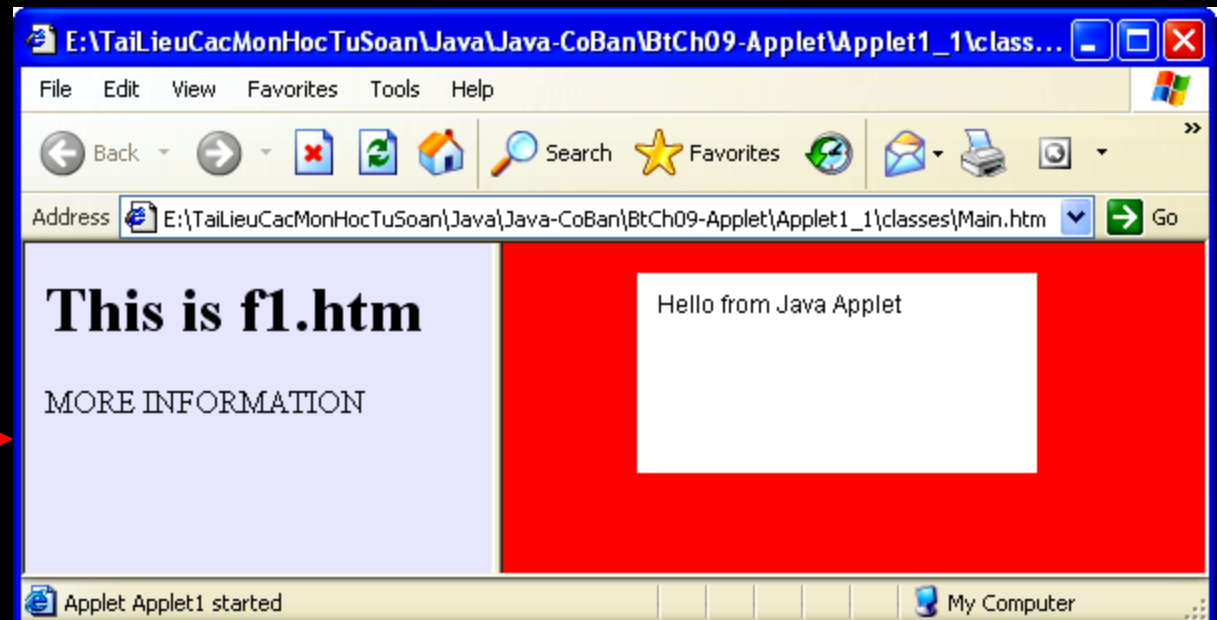 E:\TaiLieuCacMonHocTuSoan\Java\Java-CoBan\BtCh09-Applet\Applet1_1\class...
File Edit View Favorites Tools Help
Back Search Favorites
Address E:\TaiLieuCacMonHocTuSoan\Java\Java-CoBan\BtCh09-Applet\Applet1_1\classes\Main.htm Go
This is f1.htm
MORE INFORMATION
Hello from Java Applet
Applet Applet1 started My Computer